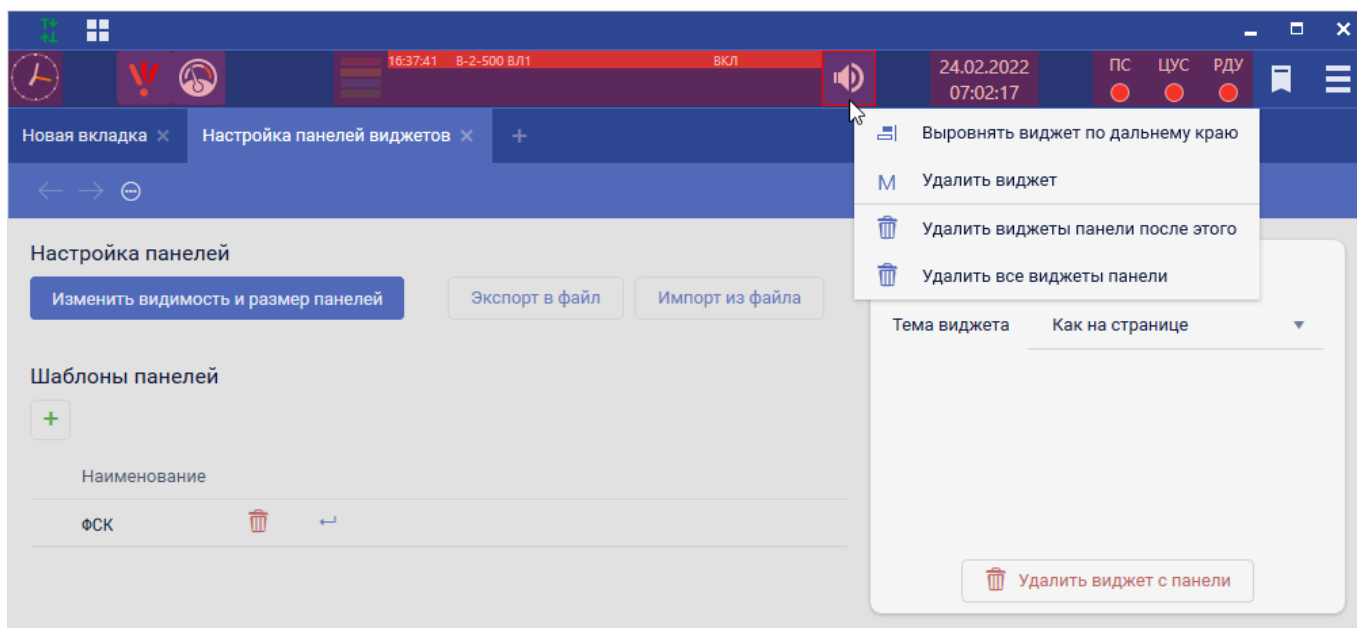 16:37:41 В-2-500 ВЛ1 ВКЛ
24.02.2022
07:02:17
ПС ЦУС РДУ
Новая вкладка
Настройка панелей виджетов
Выровнять виджет по дальнему краю
Удалить виджет
Удалить виджеты панели после этого
Удалить все виджеты панели
Настройка панелей
Изменить видимость и размер панелей
Экспорт в файл
Импорт из файла
Тема виджета Как на странице
Шаблоны панелей
Наименование
ФСК
Удалить виджет с панели